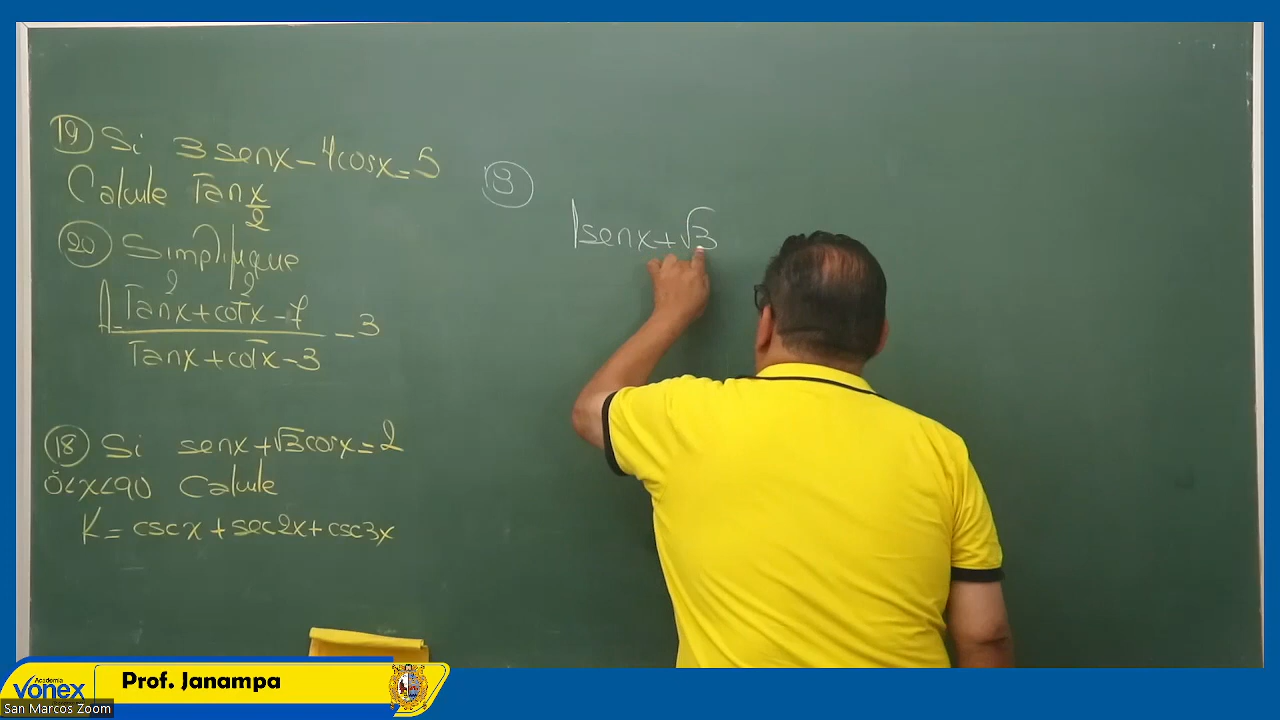 19 Si 3senx-4cosx=5
Calcule Tan x/2
20 Simplifique
A= Tan²x+cot²x-7 / Tanx+cotx-3 -3
18 Si senx+√3cosx=2
0°<x<90 Calcule
K=cscx+sec2x+csc3x
18
1senx+√3
Academia
VONEX
Prof. Janampa
San Marcos Zoom